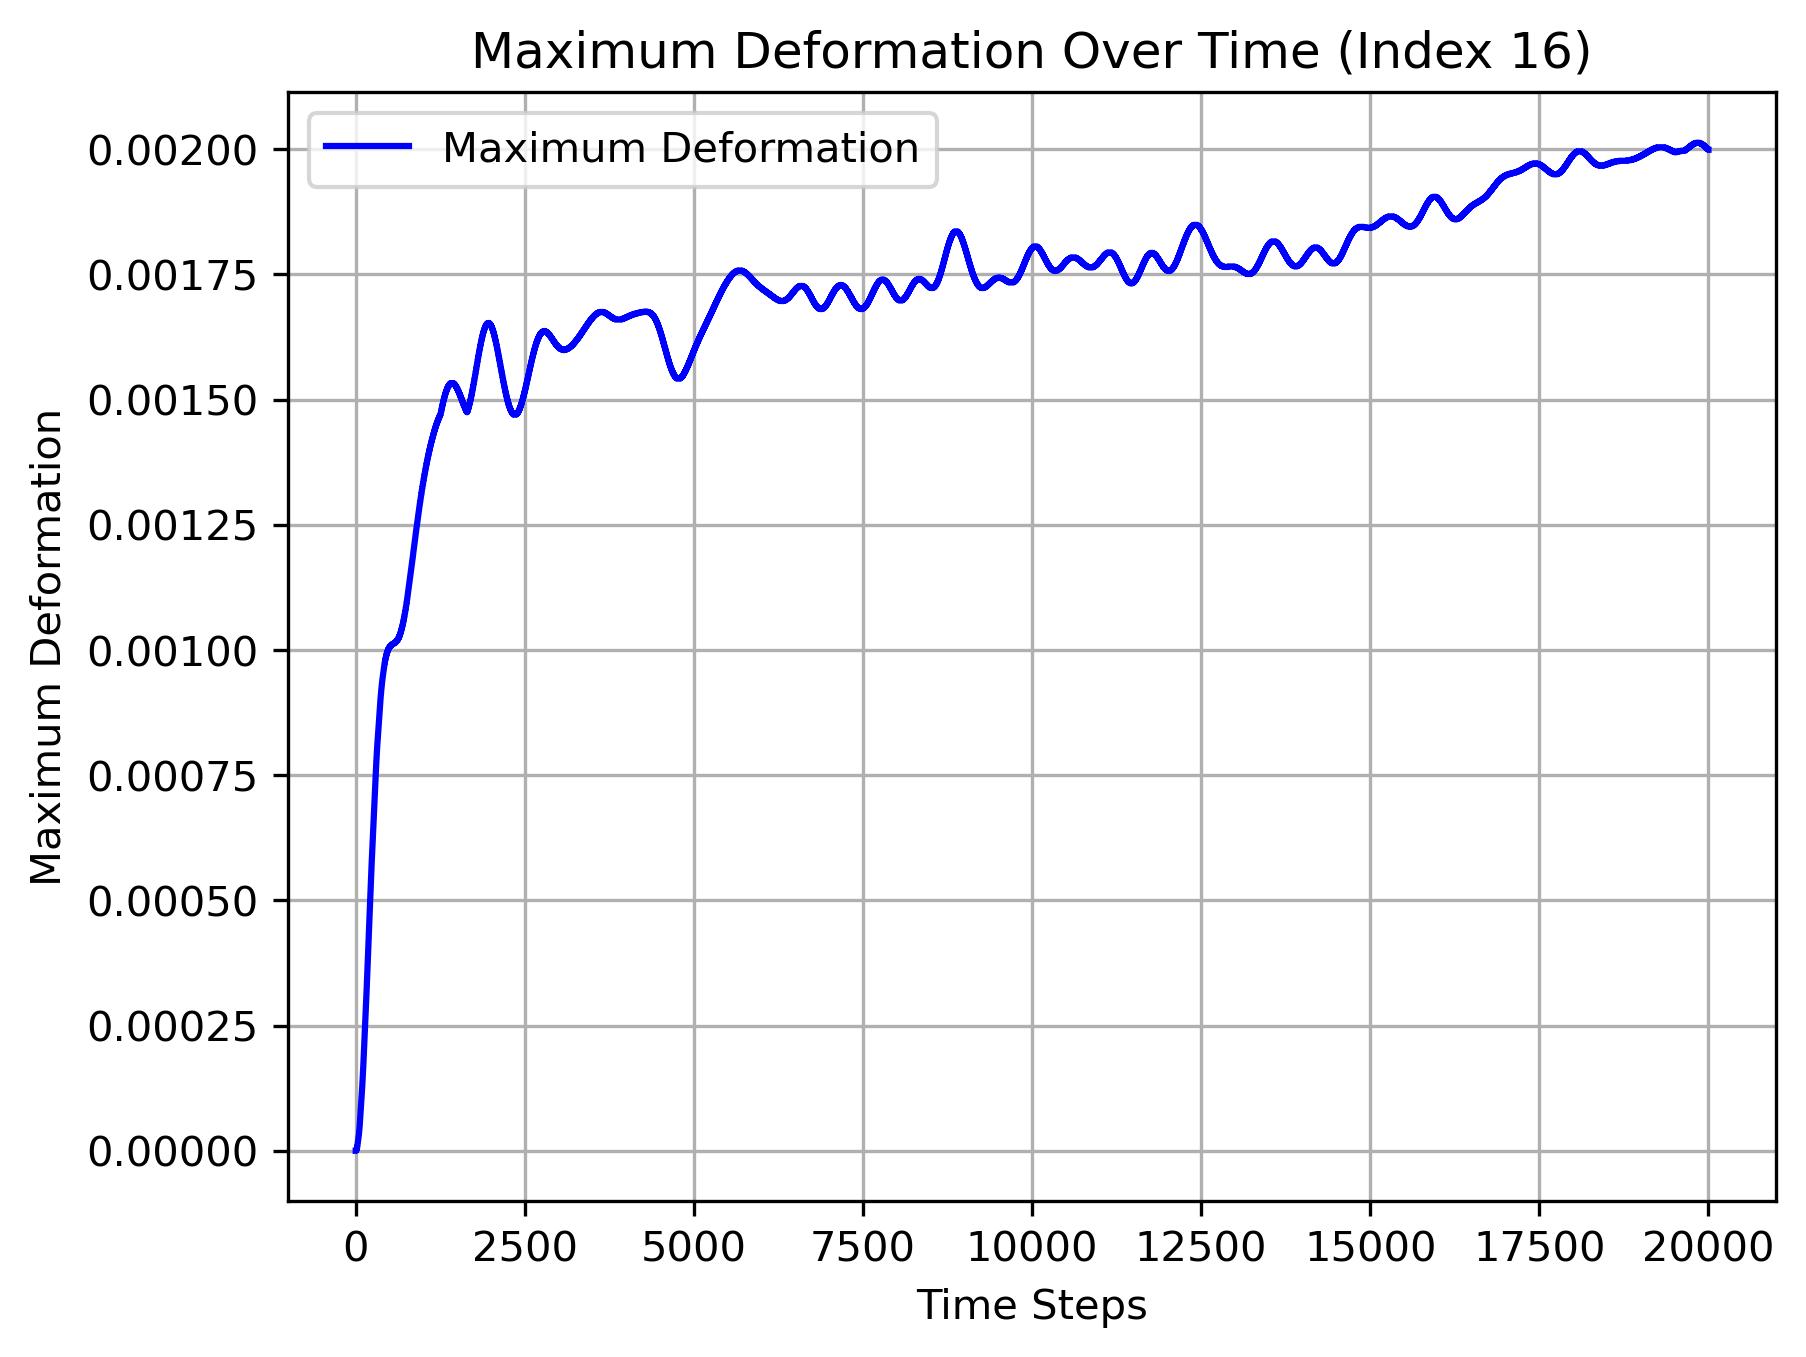 Maximum Deformation Over Time (Index 16)
Maximum Deformation
0.00200
0.00175
0.00150
0.00125
0.00100
0.00075
0.00050
0.00025
0.00000
Maximum Deformation
0 2500 5000 7500 10000 12500 15000 17500 20000
Time Steps